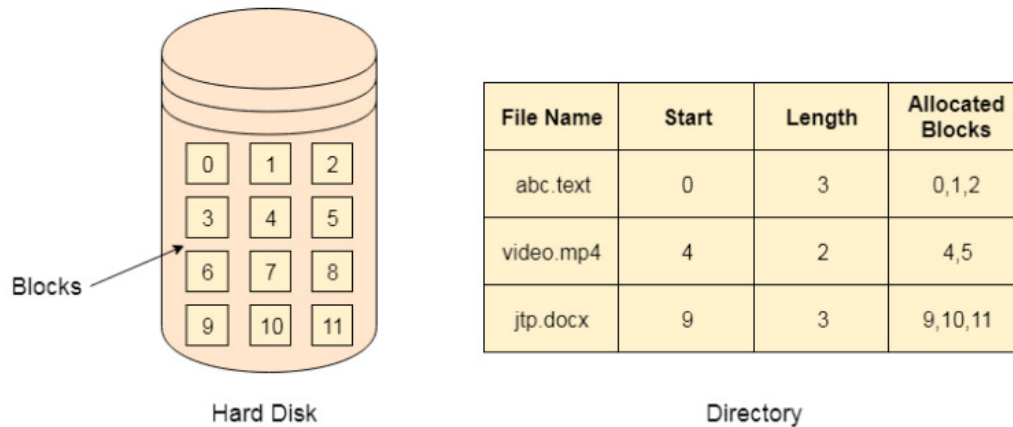 0 1 2
3 4 5
6 7 8
9 10 11
Blocks
Hard Disk
File Name Start Length Allocated
Blocks
abc.text 0 3 0,1,2
video.mp4 4 2 4,5
jtp.docx 9 3 9,10,11
Directory